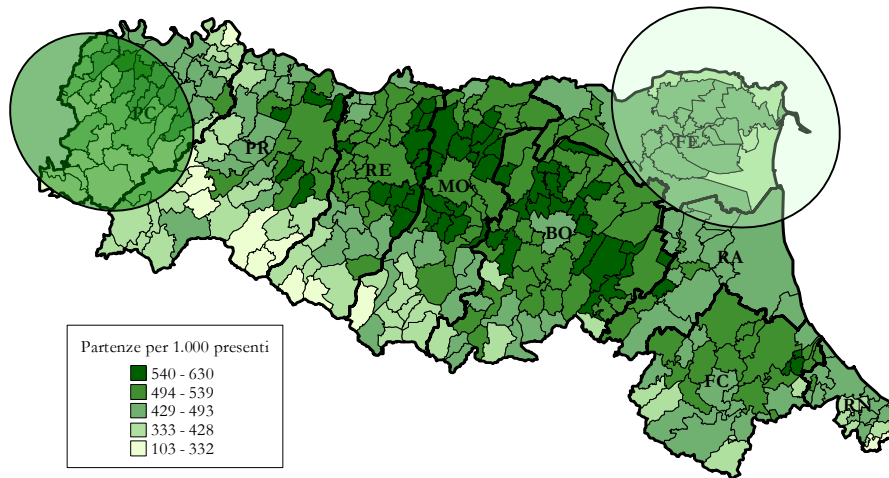 PC
PR
RE
MO
BO
FE
RA
FC
RN
Partenze per 1.000 presenti
540 - 630
494 - 539
429 - 493
333 - 428
103 - 332